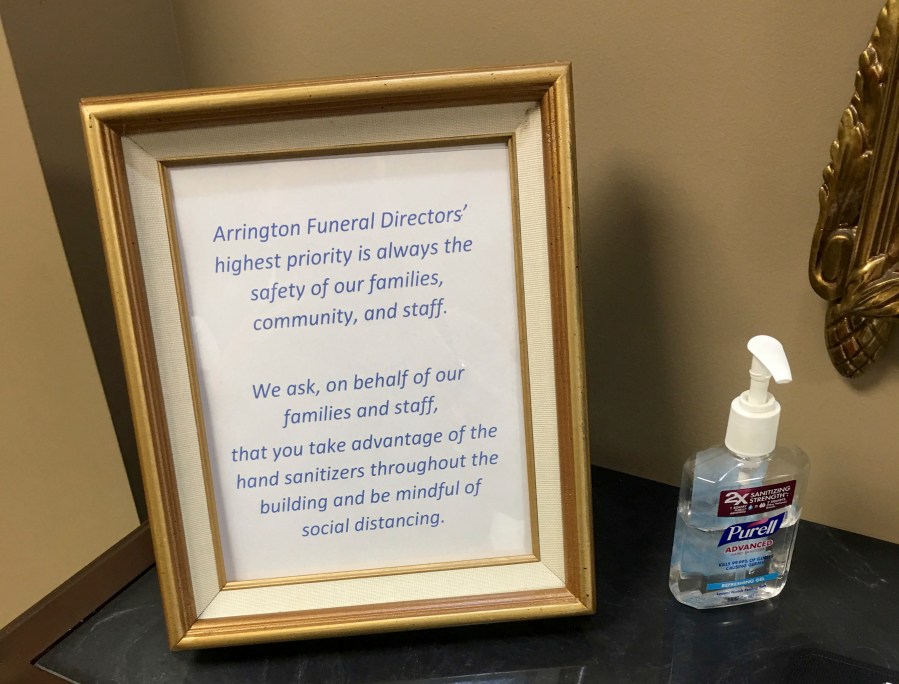 Arrington Funeral Directors'
highest priority is always the
safety of our families,
community, and staff.
We ask, on behalf of our
families and staff,
that you take advantage of the
hand sanitizers throughout the
building and be mindful of
social distancing.
2X SANITIZING
STRENGTH
Purell
ADVANCED
REFRESHING GEL